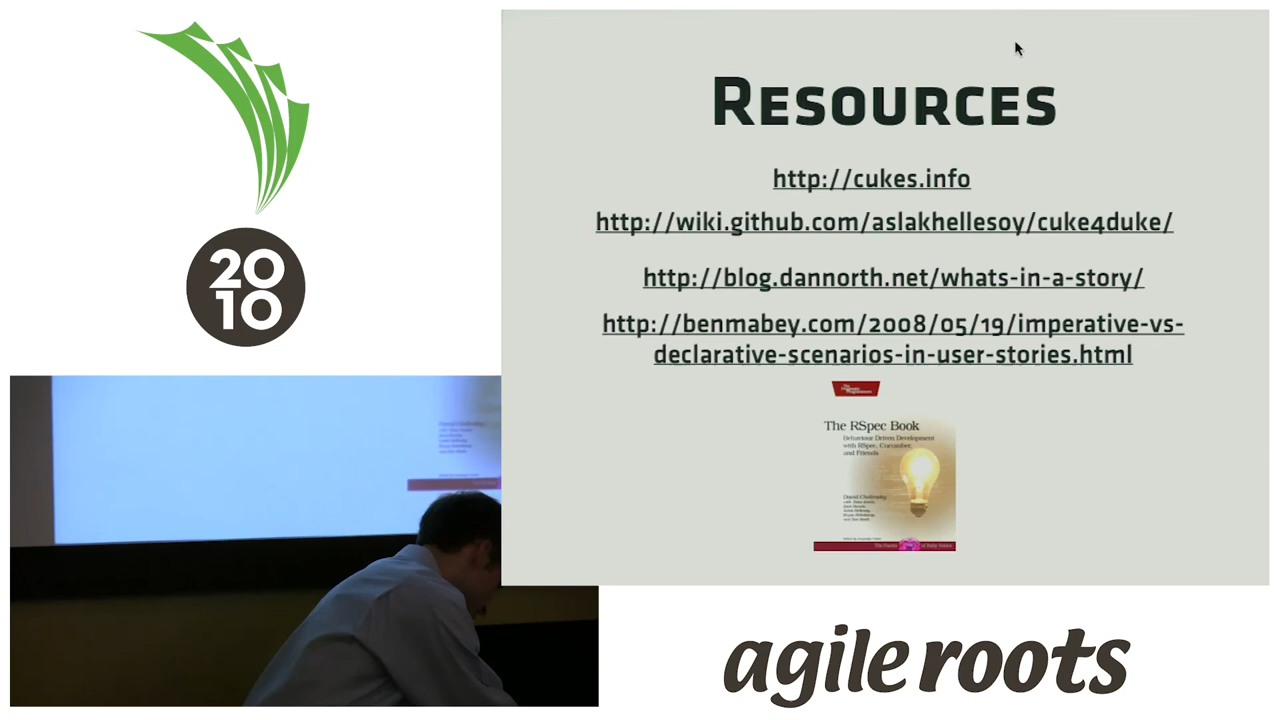 20
10
Resources
http://cukes.info
http://wiki.github.com/aslakhellesoy/cuke4duke/
http://blog.dannorth.net/whats-in-a-story/
http://benmabey.com/2008/05/19/imperative-vs-
declarative-scenarios-in-user-stories.html
The RSpec Book
Behaviour Driven Development
with RSpec, Cucumber,
and Friends
David Chelimsky
agile roots